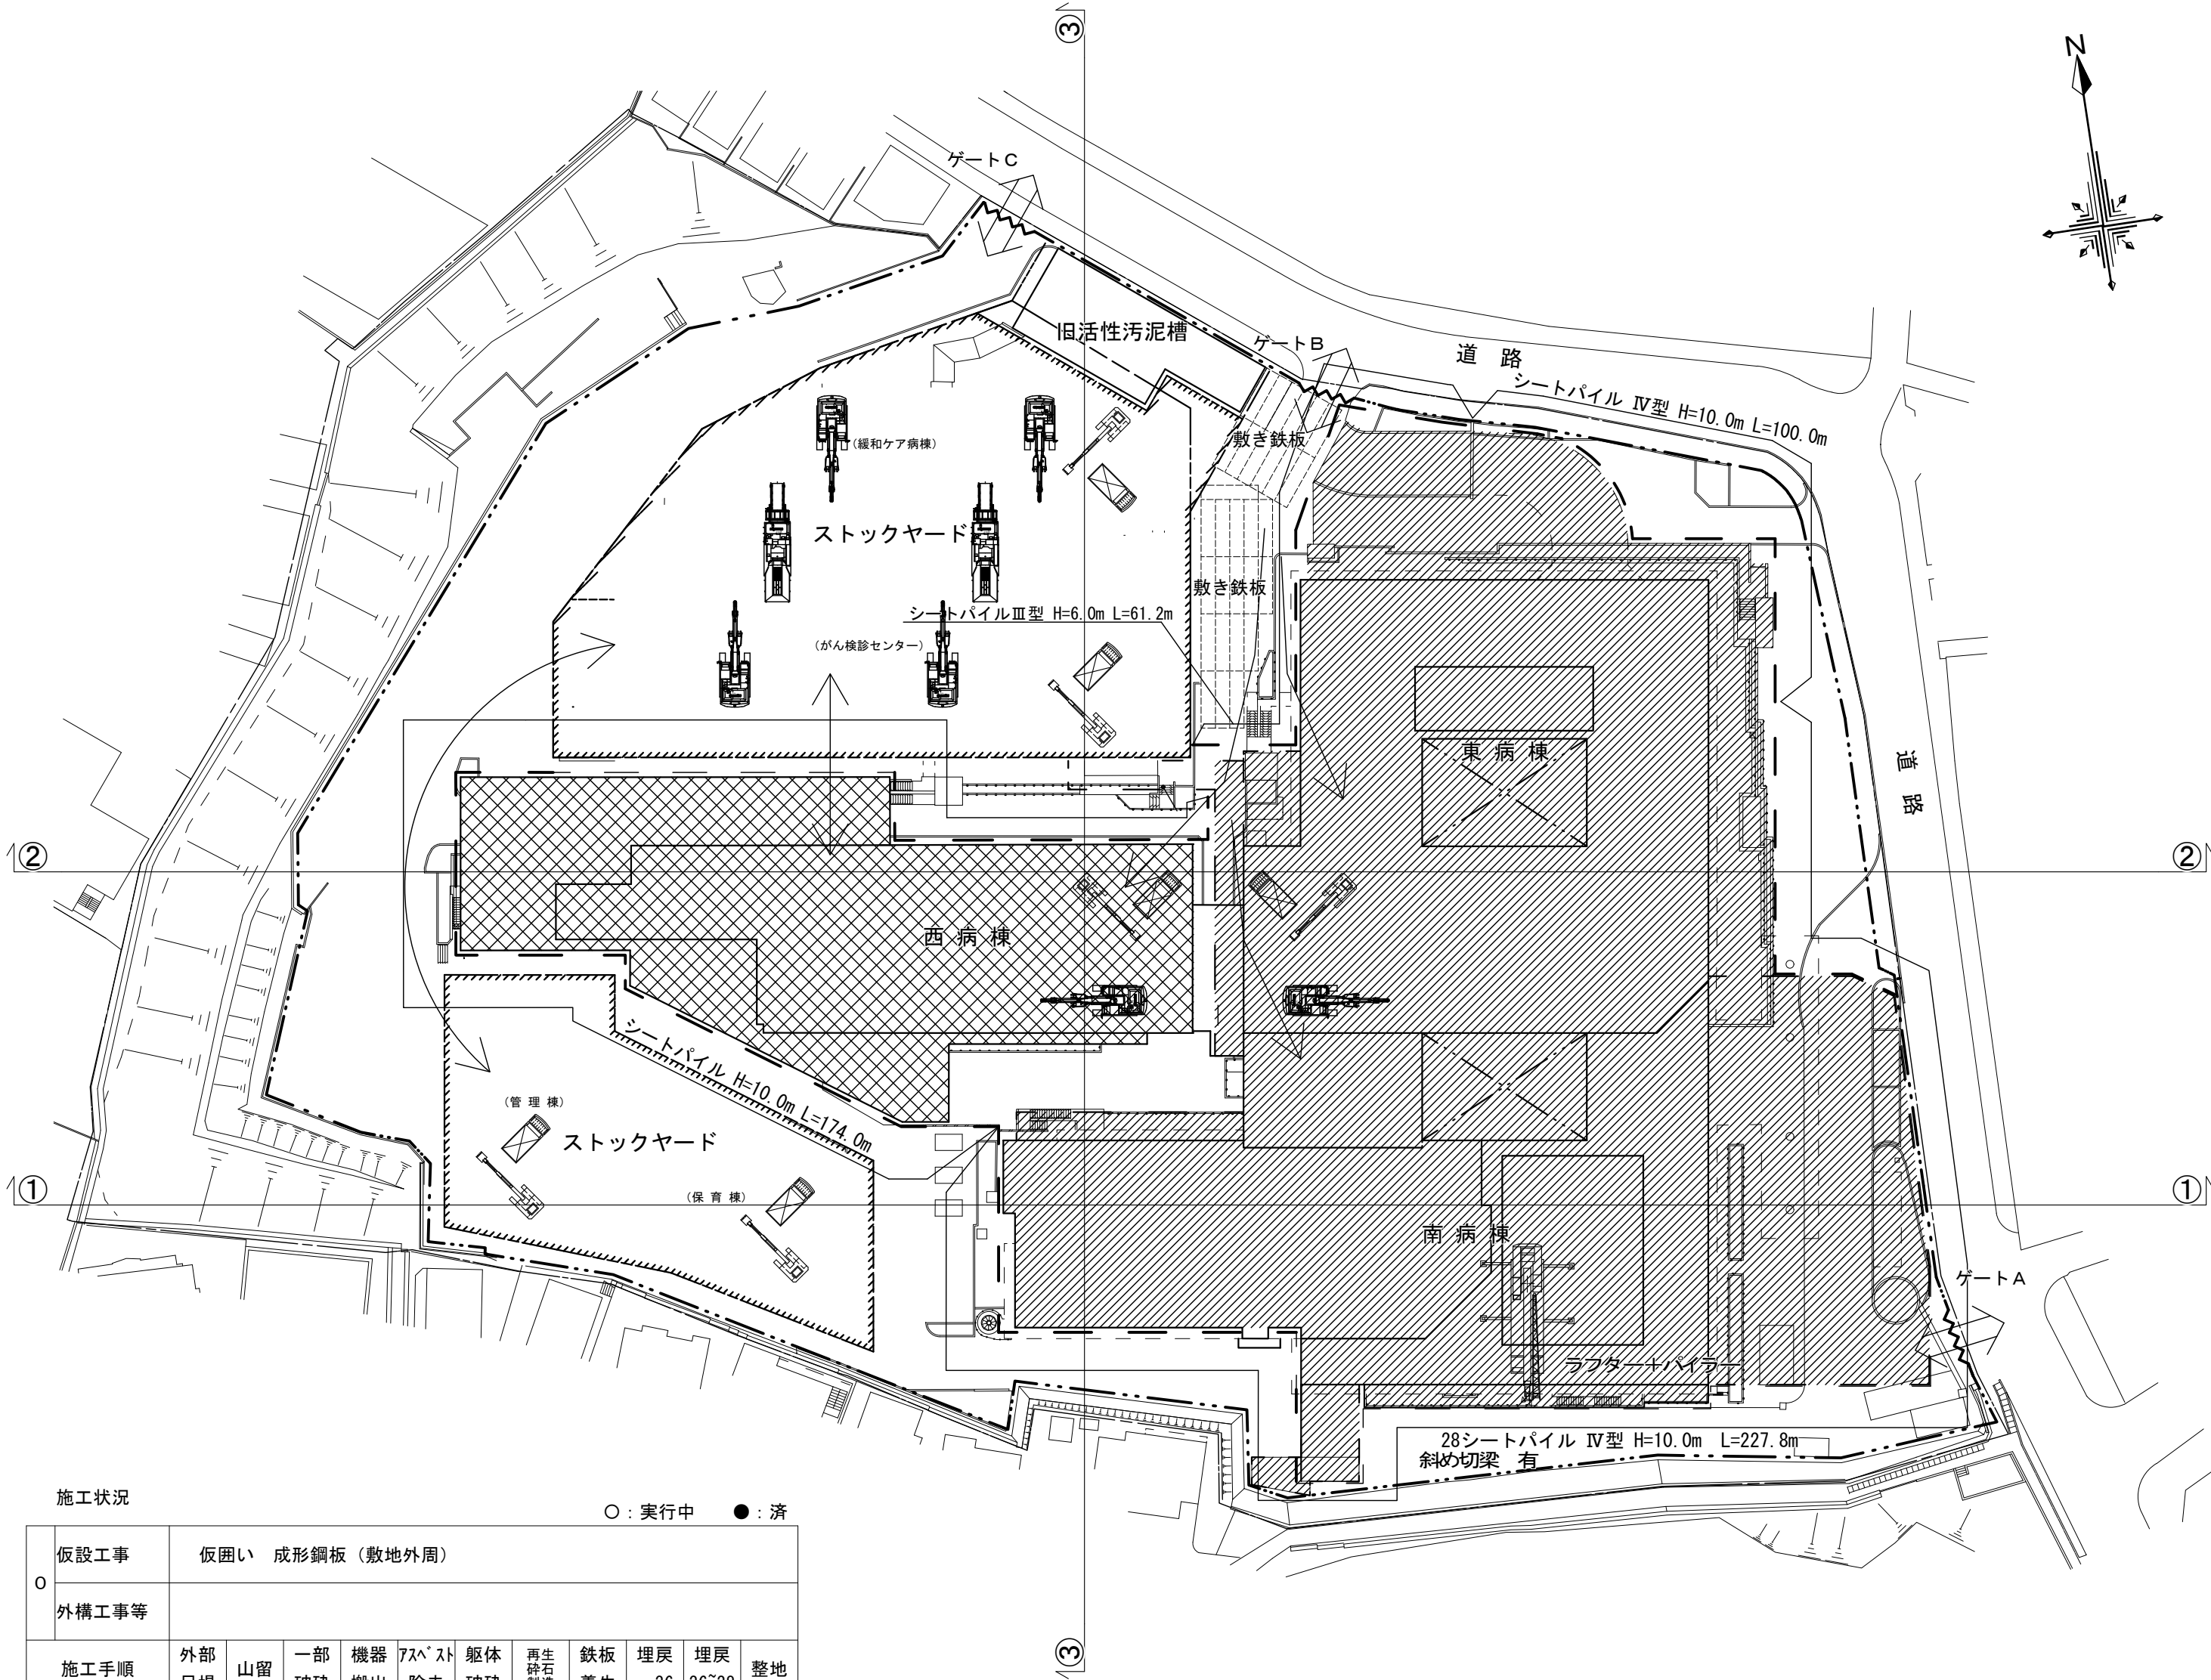 ③
N
ゲートC
旧活性汚泥槽
ゲートB
道 路
シートパイル Ⅳ型 H=10.0m L=100.0m
敷き鉄板
(緩和ケア病棟)
ストックヤード
敷き鉄板
シートパイルⅢ型 H=6.0m L=61.2m
(がん検診センター)
東 病 棟
道 路
②
②
西 病 棟
シートパイル H=10.0m L=174.0m
(管 理 棟)
ストックヤード
(保 育 棟)
①
①
南 病 棟
ゲートA
ラフター+パイラー
28シートパイル Ⅳ型 H=10.0m L=227.8m
斜め切梁 有
③
施工状況
○:実行中 ●:済
0
仮設工事 仮囲い 成形鋼板(敷地外周)
外構工事等
施工手順 外部 山留 一部 機器 アスベスト 躯体 再生砕石 鉄板 埋戻 埋戻 整地